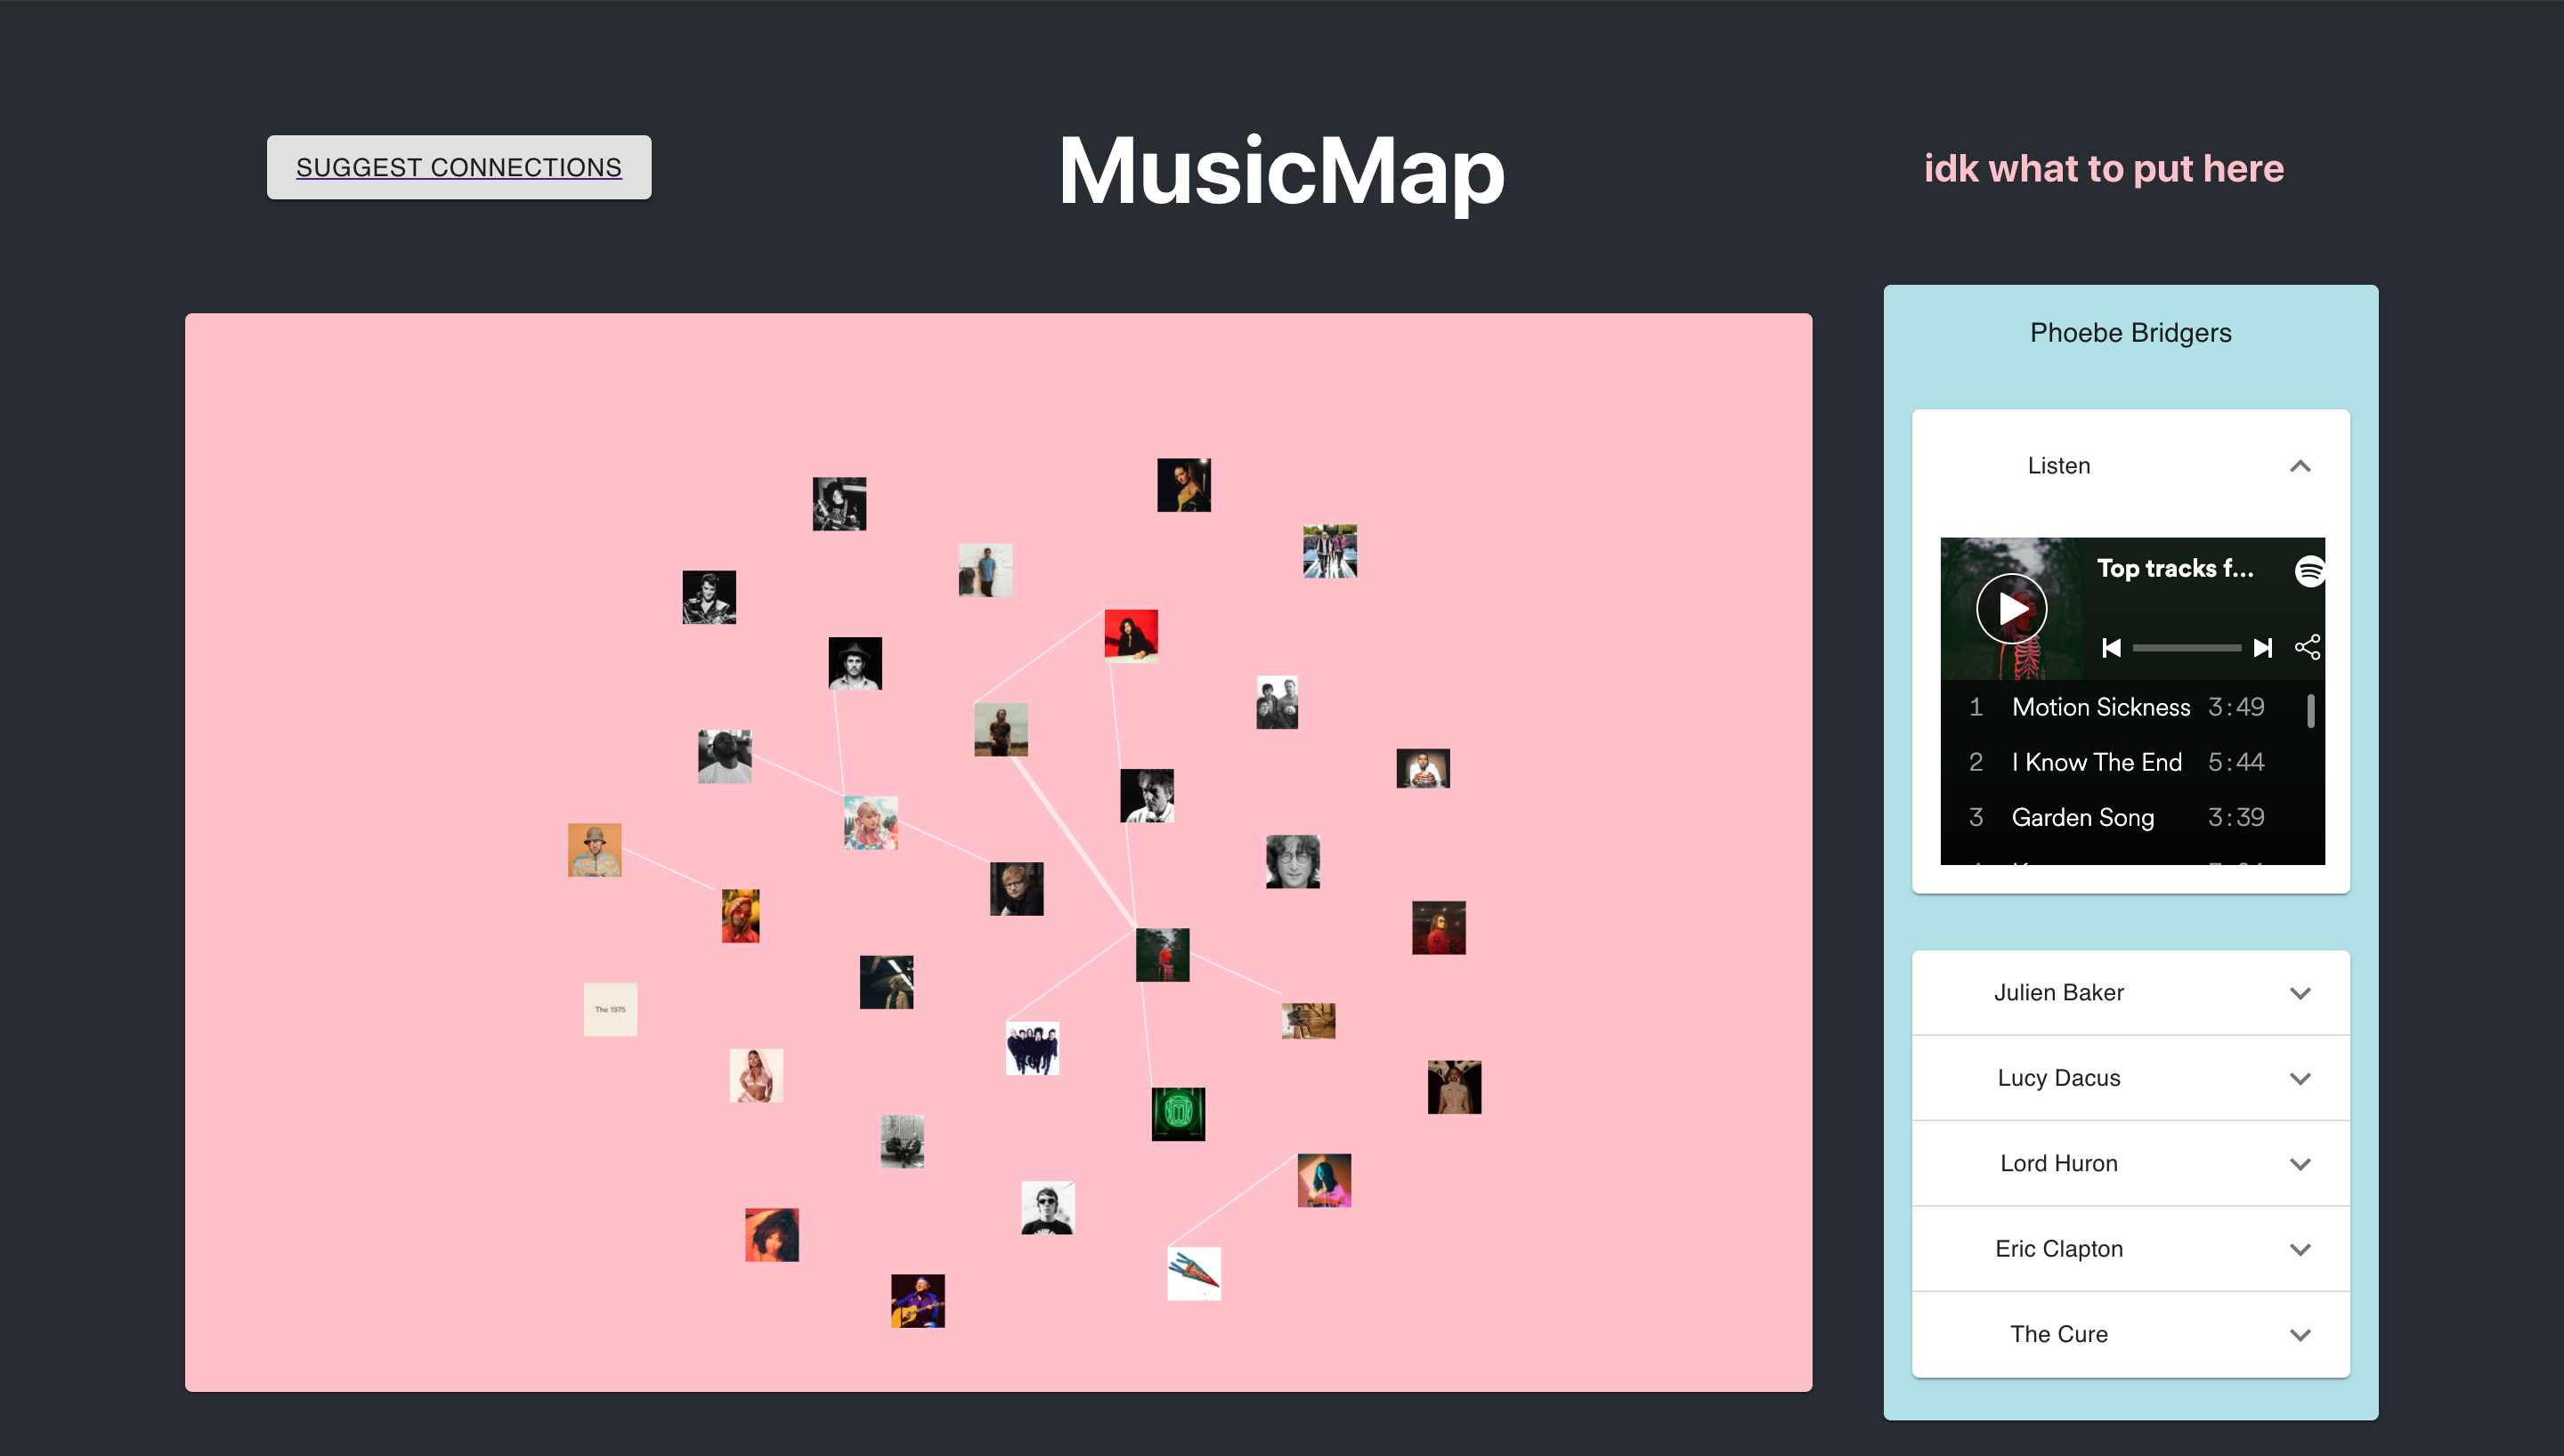 SUGGEST CONNECTIONS
MusicMap
idk what to put here
Phoebe Bridgers
Listen
Top tracks f...
1 Motion Sickness 3:49
2 I Know The End 5:44
3 Garden Song 3:39
The 1975
Julien Baker
Lucy Dacus
Lord Huron
Eric Clapton
The Cure